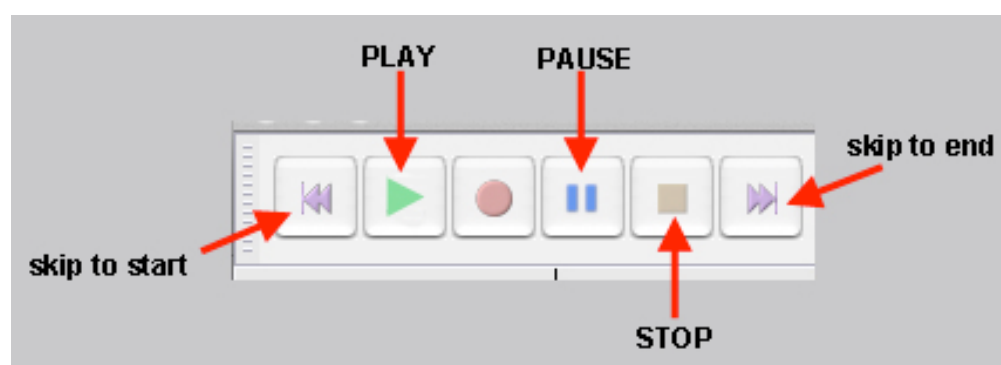 PLAY
PAUSE
skip to end
skip to start
STOP